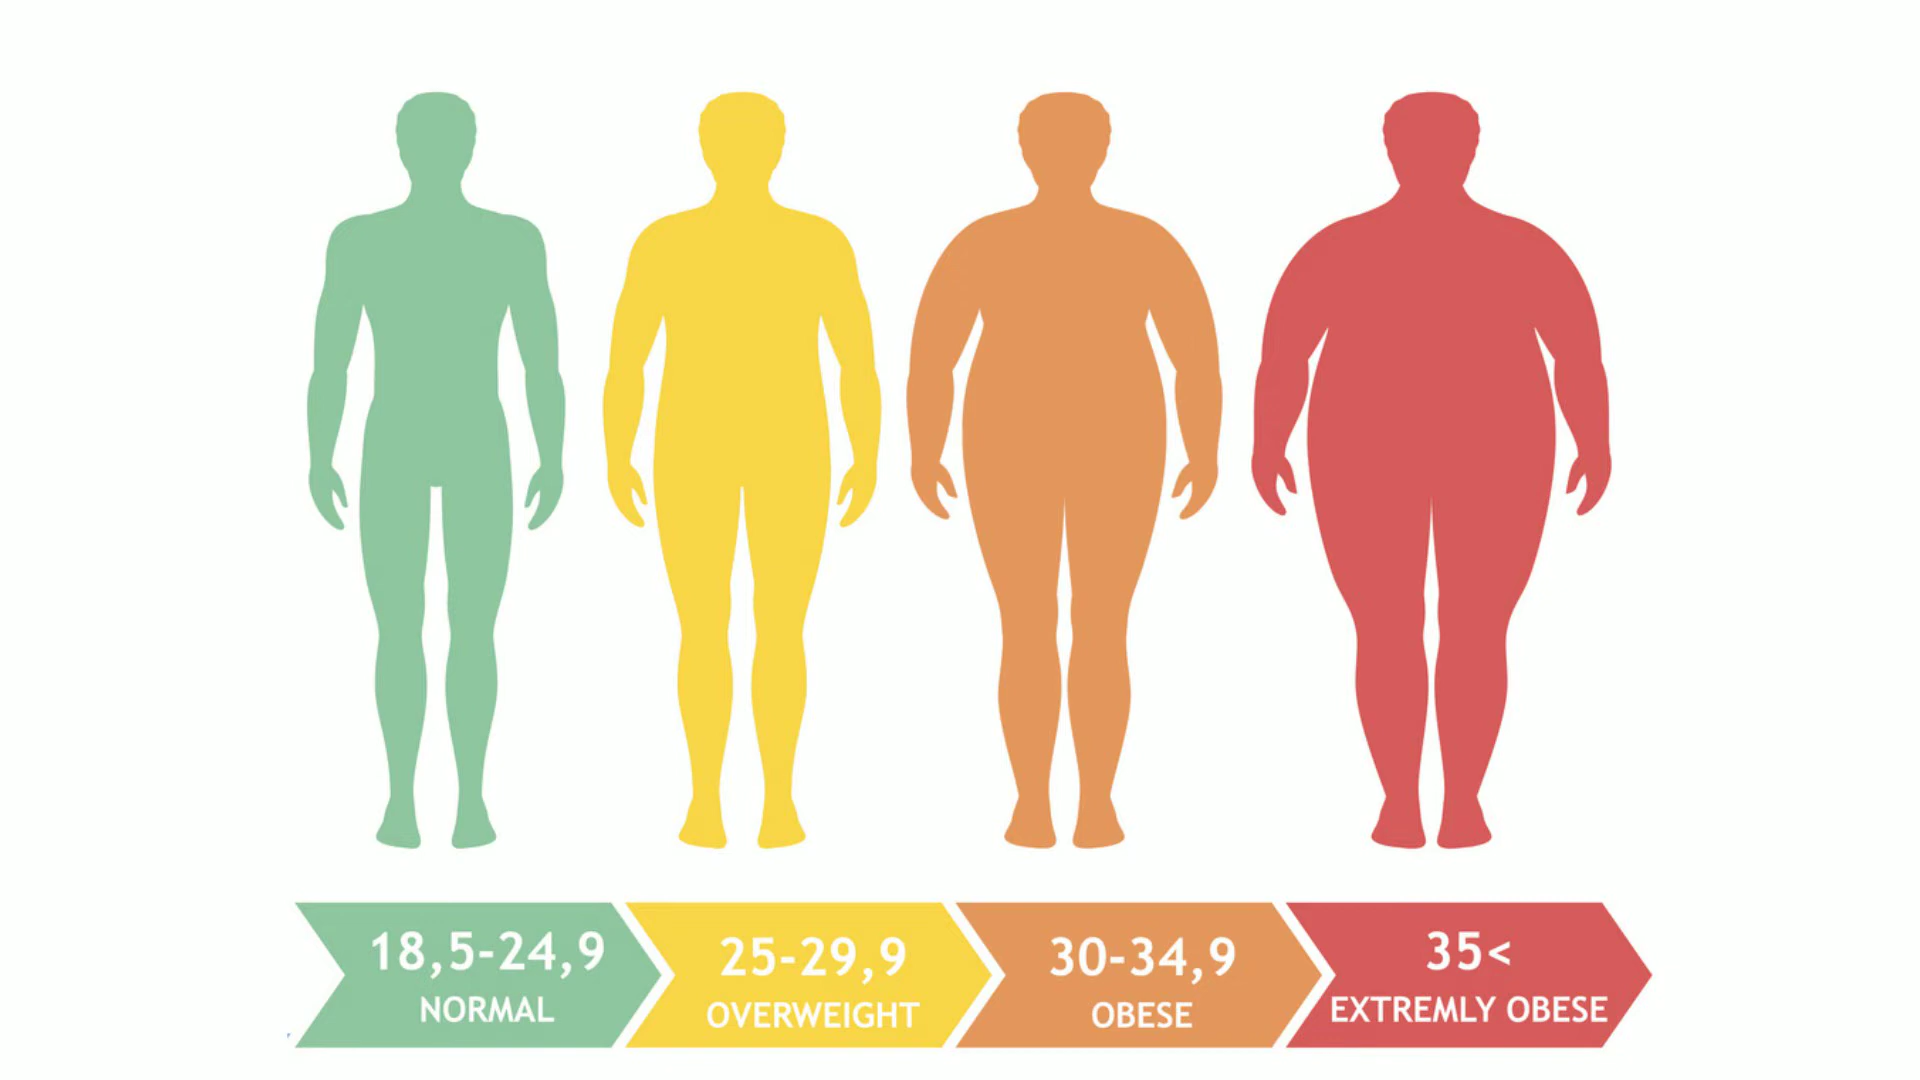 18,5-24,9
NORMAL
25-29,9
OVERWEIGHT
30-34,9
OBESE
35<
EXTREMLY OBESE